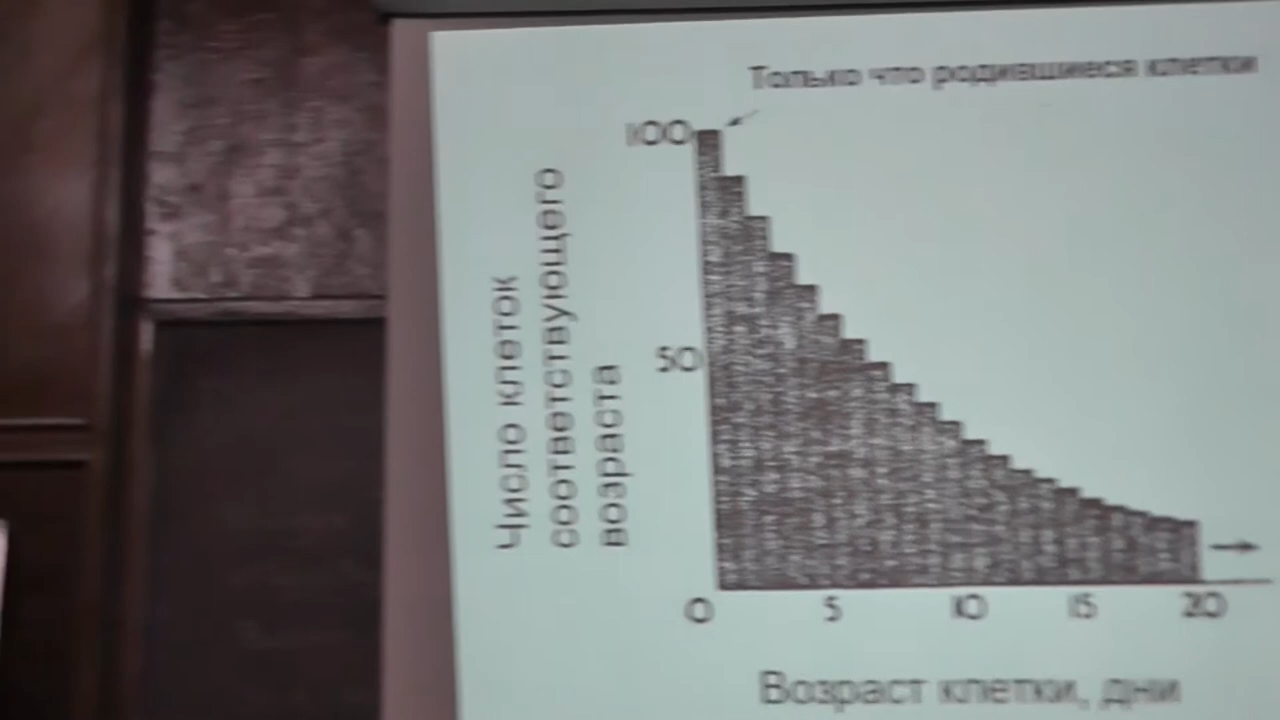 Только что родившиеся клетки
100
50
Число клеток
соответствующего
возраста
0 5 10 15 20
Возраст клетки, дни